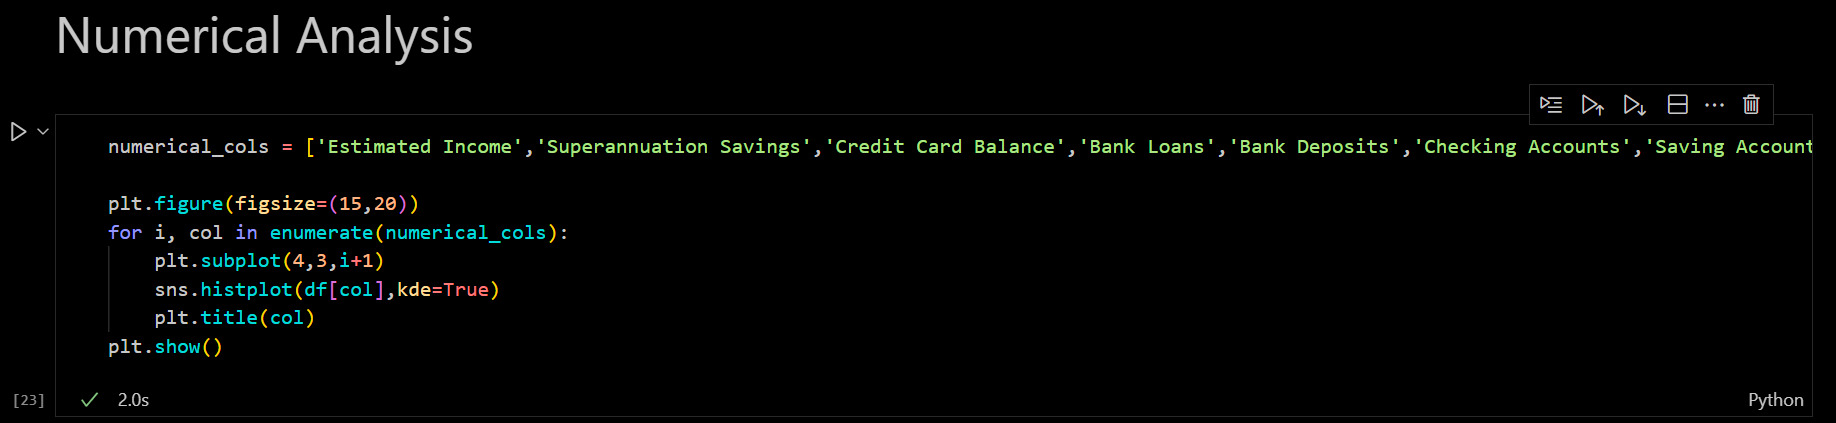 Numerical Analysis
numerical_cols = ['Estimated Income','Superannuation Savings','Credit Card Balance','Bank Loans','Bank Deposits','Checking Accounts','Saving Account
plt.figure(figsize=(15,20))
for i, col in enumerate(numerical_cols):
    plt.subplot(4,3,i+1)
    sns.histplot(df[col],kde=True)
    plt.title(col)
plt.show()
[23] 2.0s Python